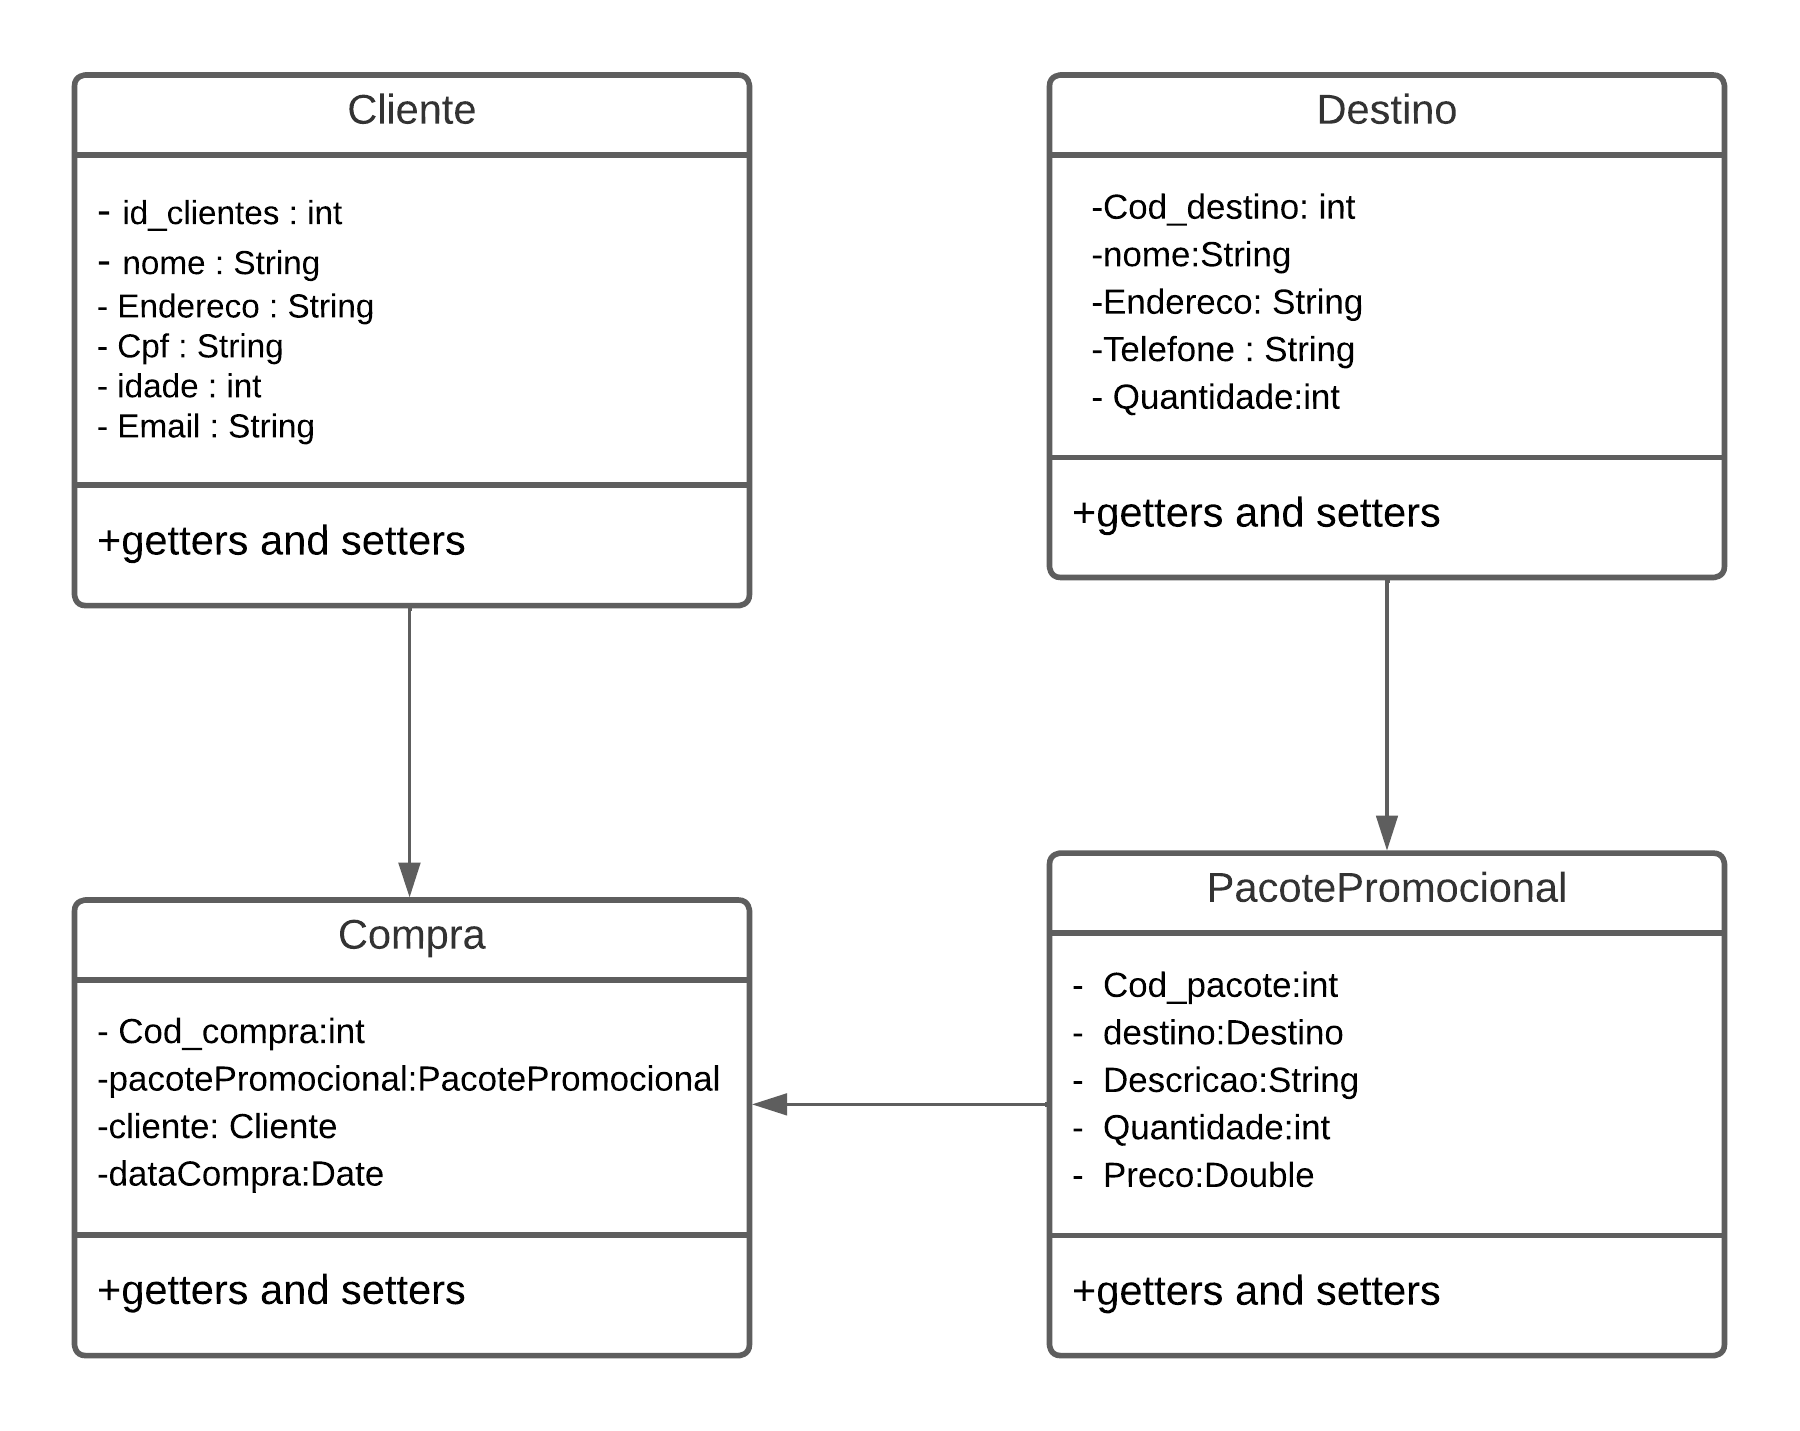 Cliente
- id_clientes : int
- nome : String
- Endereco : String
- Cpf : String
- idade : int
- Email : String
+getters and setters
Destino
-Cod_destino: int
-nome:String
-Endereco: String
-Telefone : String
- Quantidade:int
+getters and setters
Compra
- Cod_compra:int
-pacotePromocional:PacotePromocional
-cliente: Cliente
-dataCompra:Date
+getters and setters
PacotePromocional
- Cod_pacote:int
- destino:Destino
- Descricao:String
- Quantidade:int
- Preco:Double
+getters and setters